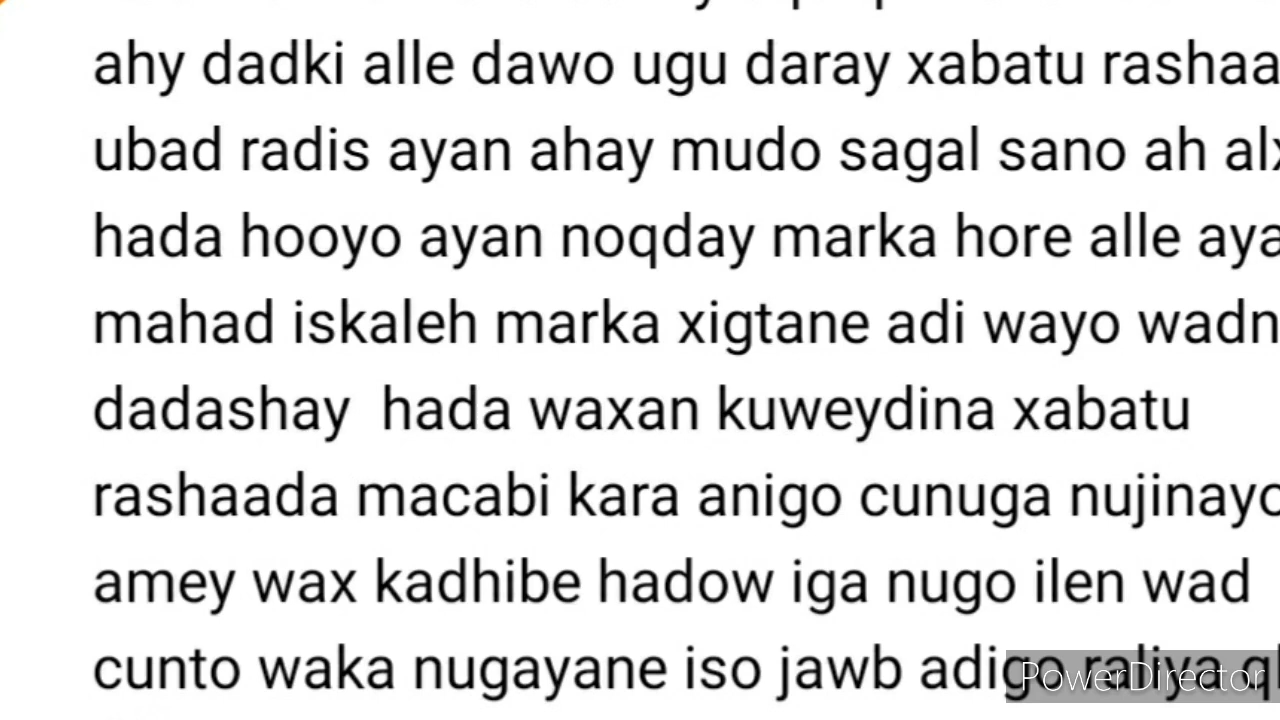 ahy dadki alle dawo ugu daray xabatu
ubad radis ayan ahay mudo sagal sano ah
hada hooyo ayan noqday marka hore alle
mahad iskaleh marka xigtane adi wayo
dadashay hada waxan kuweydina xabatu
rashaada macabi kara anigo cunuga
amey wax kadhibe hadow iga nugo ilen wad
cunto waka nugayane iso jawb adigo raliya
PowerDirector